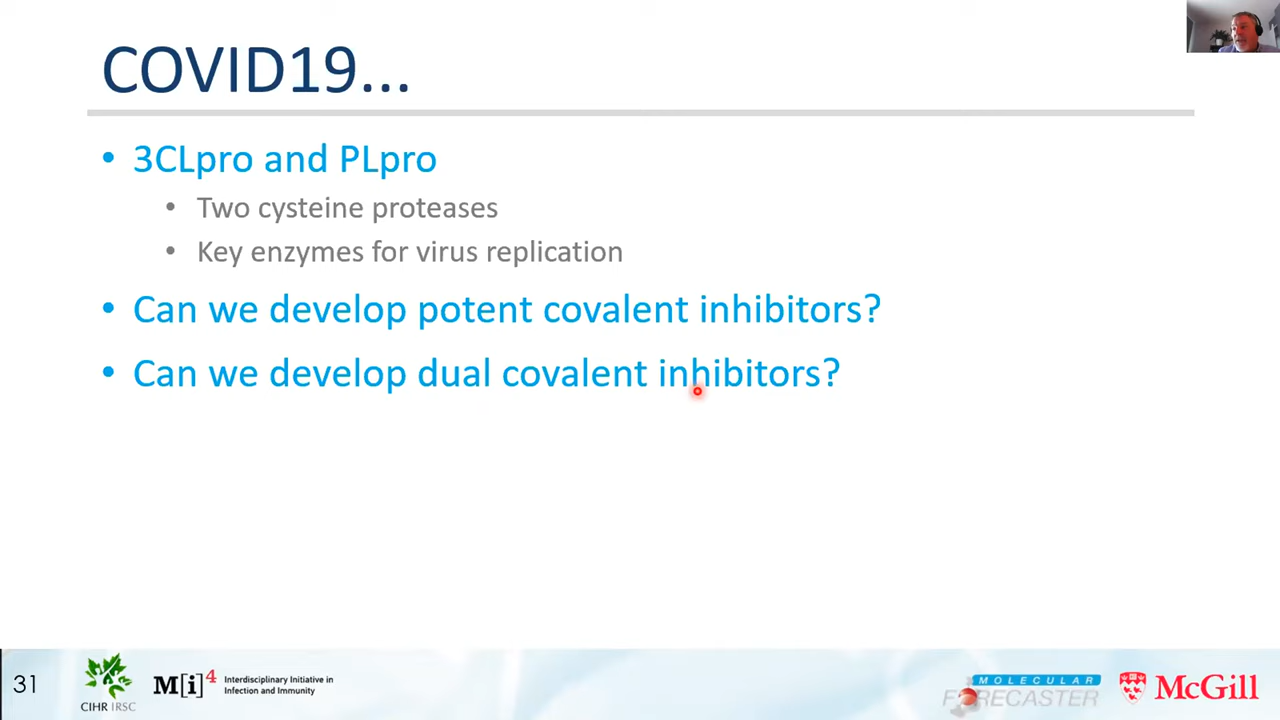 COVID19...
• 3CLpro and PLpro
• Two cysteine proteases
• Key enzymes for virus replication
• Can we develop potent covalent inhibitors?
• Can we develop dual covalent inhibitors?
31
CIHR IRSC
M[i]4
Interdisciplinary Initiative in
Infection and Immunity
MOLECULAR
FORECASTER
McGill